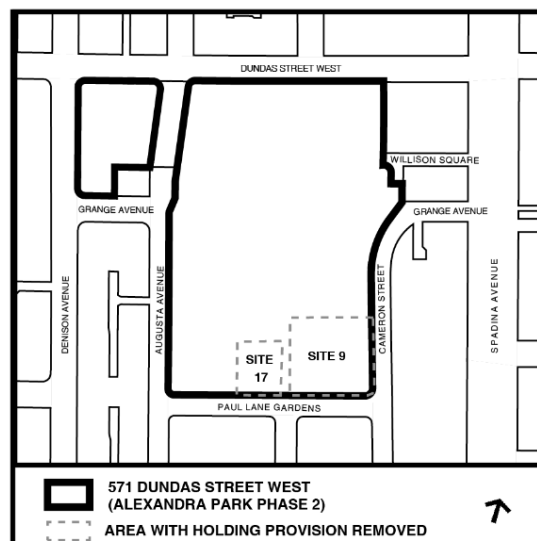 DUNDAS STREET WEST
WILLISON SQUARE
GRANGE AVENUE
GRANGE AVENUE
DENISON AVENUE
AUGUSTA AVENUE
CAMERON STREET
SPADINA AVENUE
SITE
17
SITE 9
PAUL LANE GARDENS
571 DUNDAS STREET WEST
(ALEXANDRA PARK PHASE 2)
AREA WITH HOLDING PROVISION REMOVED